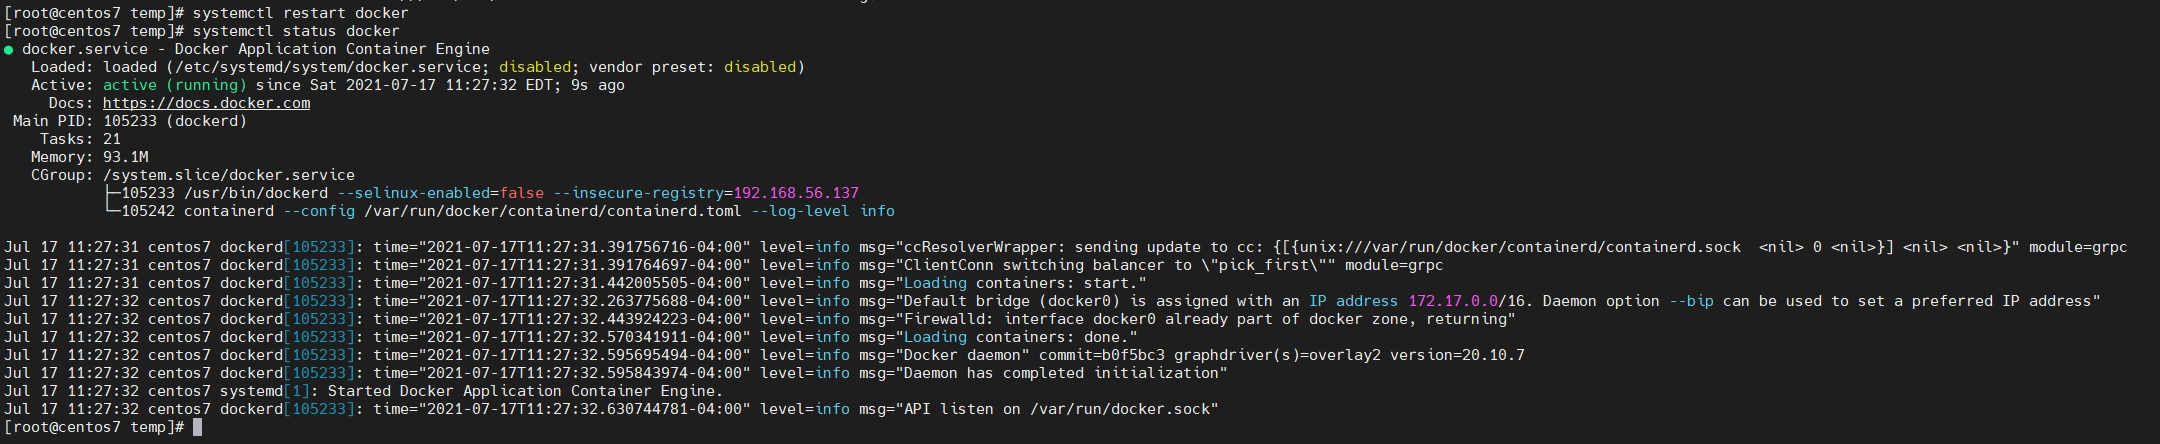 [root@centos7 temp]# systemctl restart docker
[root@centos7 temp]# systemctl status docker
● docker.service - Docker Application Container Engine
   Loaded: loaded (/etc/systemd/system/docker.service; disabled; vendor preset: disabled)
   Active: active (running) since Sat 2021-07-17 11:27:32 EDT; 9s ago
     Docs: https://docs.docker.com
 Main PID: 105233 (dockerd)
    Tasks: 21
   Memory: 93.1M
   CGroup: /system.slice/docker.service
           ├─105233 /usr/bin/dockerd --selinux-enabled=false --insecure-registry=192.168.56.137
           └─105242 containerd --config /var/run/docker/containerd/containerd.toml --log-level info
Jul 17 11:27:31 centos7 dockerd[105233]: time="2021-07-17T11:27:31.391756716-04:00" level=info msg="ccResolverWrapper: sending update to cc: {[{unix:///var/run/docker/containerd/containerd.sock  <nil> 0 <nil>}] <nil> <nil>}" module=grpc
Jul 17 11:27:31 centos7 dockerd[105233]: time="2021-07-17T11:27:31.391764697-04:00" level=info msg="ClientConn switching balancer to \"pick_first\"" module=grpc
Jul 17 11:27:31 centos7 dockerd[105233]: time="2021-07-17T11:27:31.442005505-04:00" level=info msg="Loading containers: start."
Jul 17 11:27:32 centos7 dockerd[105233]: time="2021-07-17T11:27:32.263775688-04:00" level=info msg="Default bridge (docker0) is assigned with an IP address 172.17.0.0/16. Daemon option --bip can be used to set a preferred IP address"
Jul 17 11:27:32 centos7 dockerd[105233]: time="2021-07-17T11:27:32.443924223-04:00" level=info msg="Firewalld: interface docker0 already part of docker zone, returning"
Jul 17 11:27:32 centos7 dockerd[105233]: time="2021-07-17T11:27:32.570341911-04:00" level=info msg="Loading containers: done."
Jul 17 11:27:32 centos7 dockerd[105233]: time="2021-07-17T11:27:32.595695494-04:00" level=info msg="Docker daemon" commit=b0f5bc3 graphdriver(s)=overlay2 version=20.10.7
Jul 17 11:27:32 centos7 dockerd[105233]: time="2021-07-17T11:27:32.595843974-04:00" level=info msg="Daemon has completed initialization"
Jul 17 11:27:32 centos7 systemd[1]: Started Docker Application Container Engine.
Jul 17 11:27:32 centos7 dockerd[105233]: time="2021-07-17T11:27:32.630744781-04:00" level=info msg="API listen on /var/run/docker.sock"
[root@centos7 temp]#